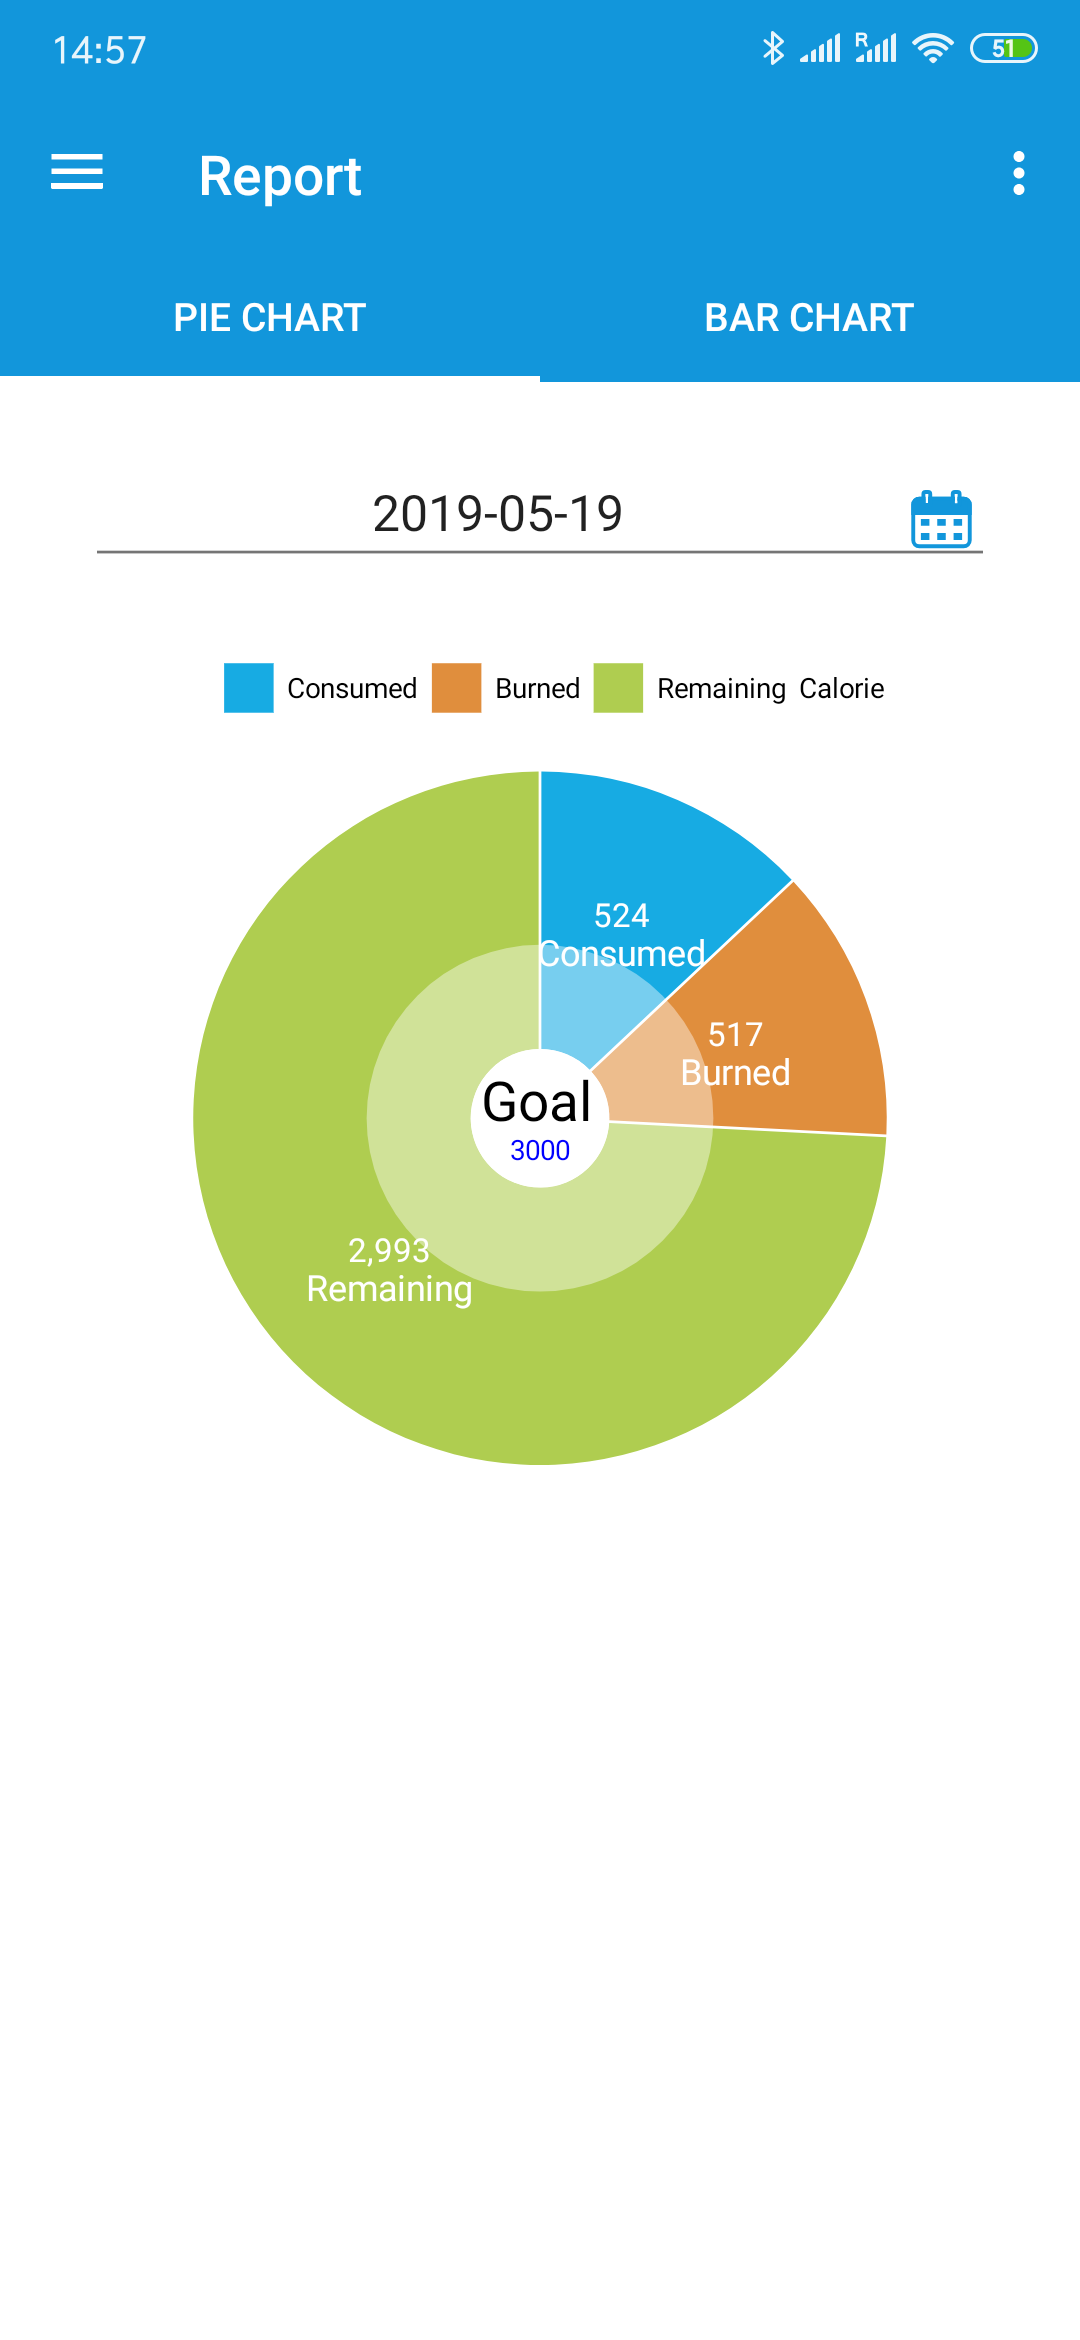 14:57
R
51
Report
PIE CHART
BAR CHART
2019-05-19
Consumed Burned Remaining Calorie
524
Consumed
517
Burned
Goal
3000
2,993
Remaining